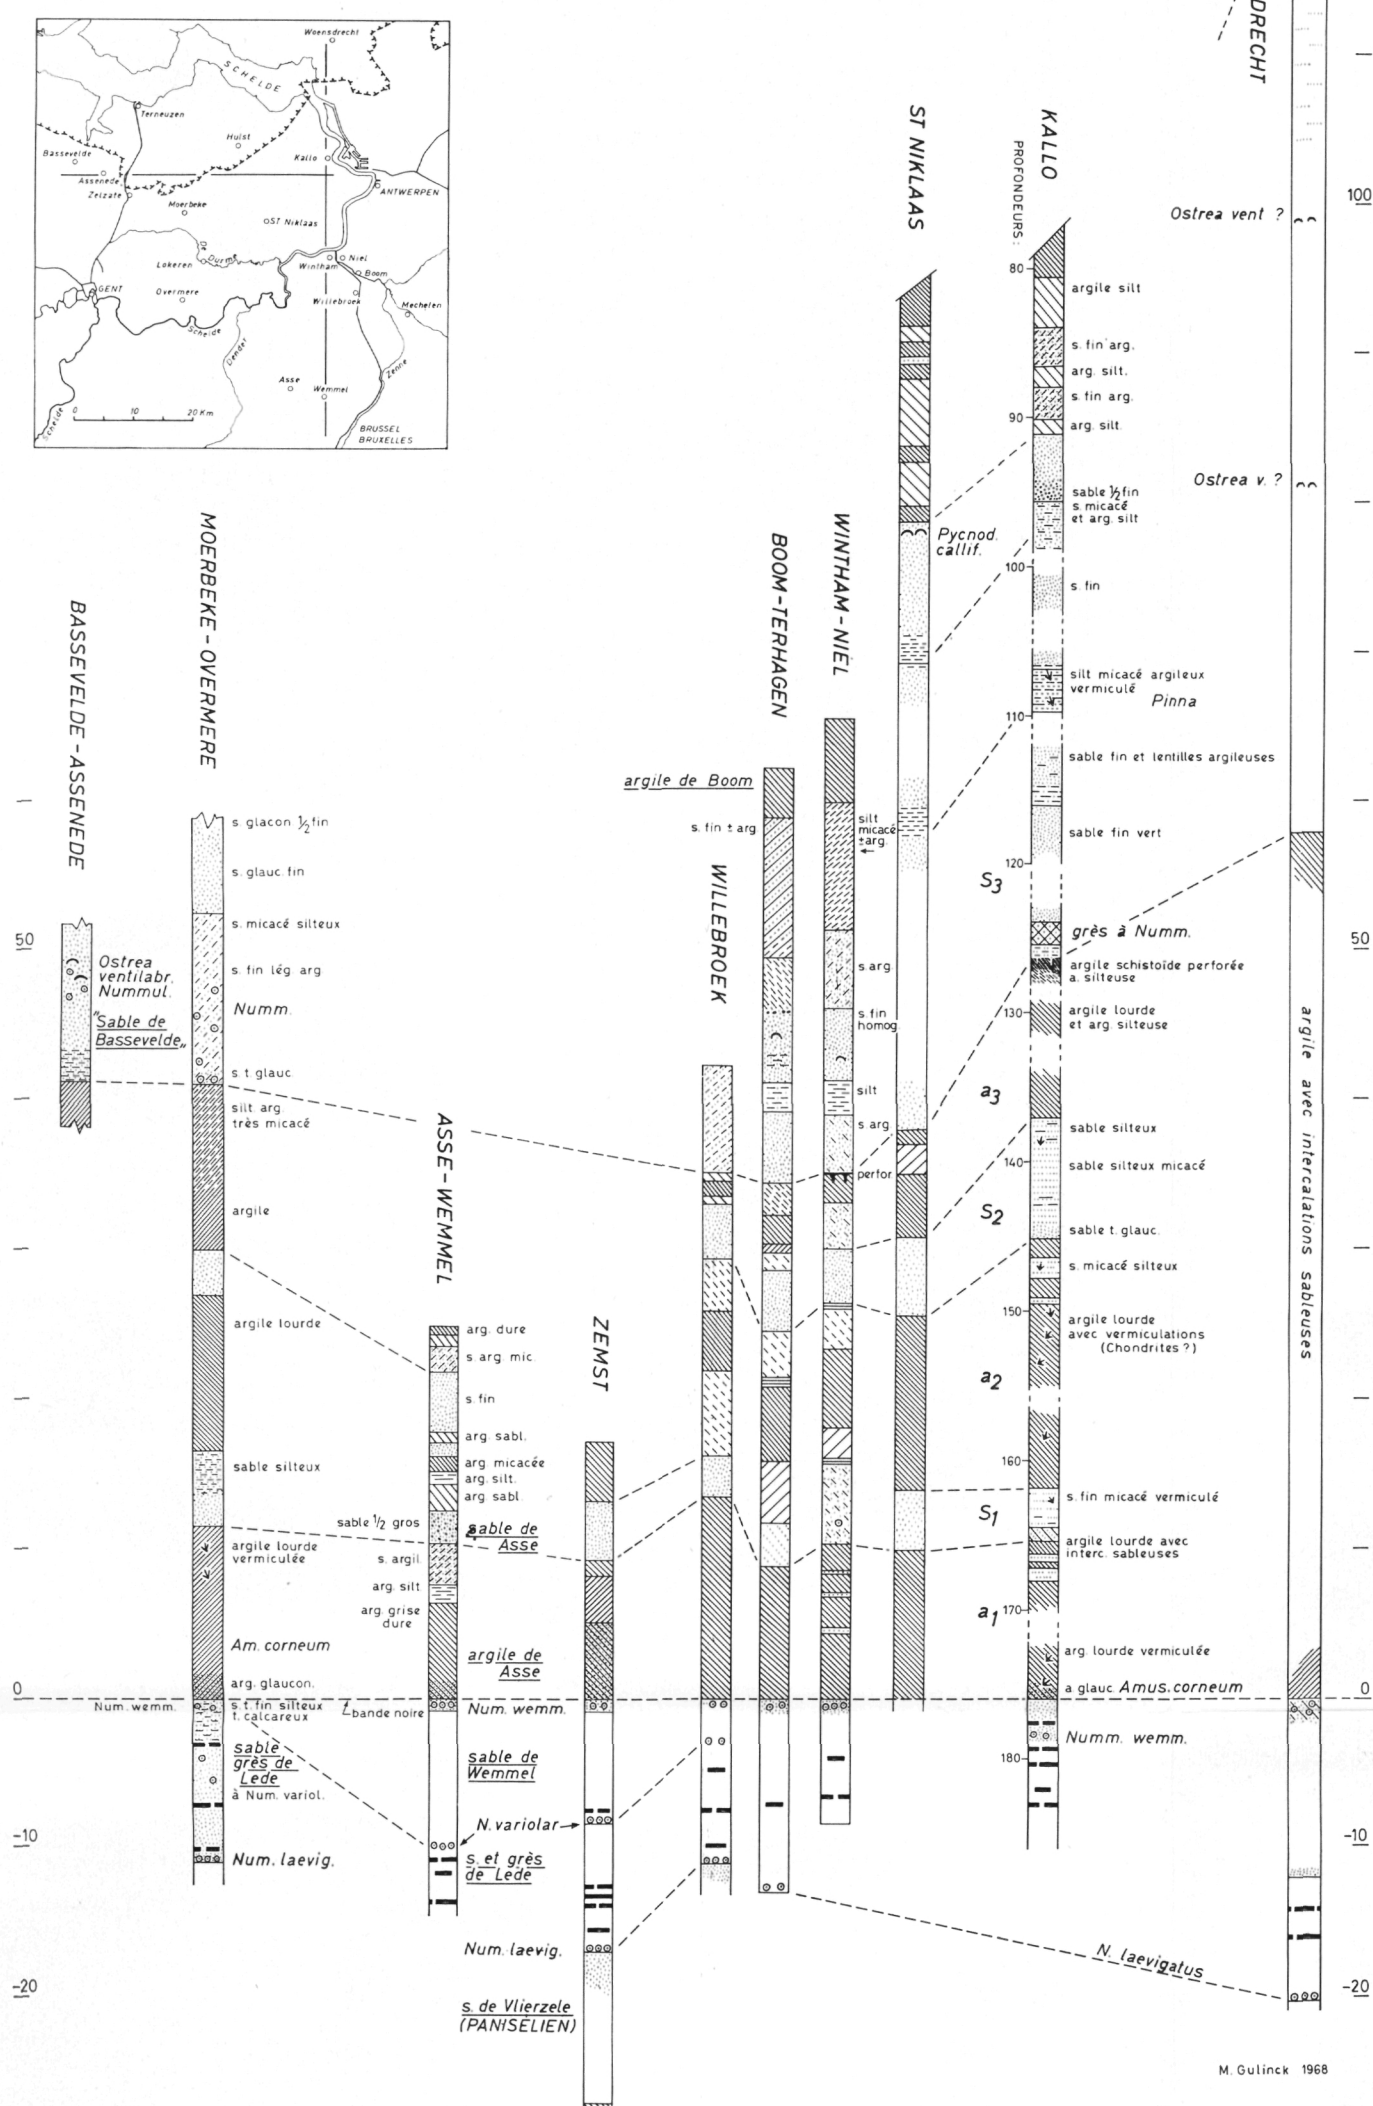 Woensdrecht
SCHELDE
Terneuzen
Hulst
Bassevelde
Kallo
Assenede
Zelzate
ANTWERPEN
Moerbeke
St Niklaas
De
Durme
Lokeren
Wintham
Niel
Boom
GENT
Overmere
Willebroek
Mechelen
Schelde
Dender
Zenne
Asse
Wemmel
Schelde
0 10 20 Km
BRUSSEL
BRUXELLES
DRECHT
100
50
0
-10
-20
Ostrea vent ?
Ostrea v. ?
argile avec intercalations sableuses
KALLO
PROFONDEURS:
80
90
100
110
120
130
140
150
160
170
180
argile silt
s. fin arg.
arg. silt.
s. fin arg.
arg. silt.
sable ½ fin
s. micacé
et arg. silt
s. fin
silt micacé argileux
vermiculé
Pinna
sable fin et lentilles argileuses
sable fin vert
S3
grès à Numm.
argile schistoïde perforée
a. silteuse
argile lourde
et arg. silteuse
a3
sable silteux
sable silteux micacé
S2
sable t. glauc.
s. micacé silteux
argile lourde
avec vermiculations
(Chondrites ?)
a2
s. fin micacé vermiculé
S1
argile lourde avec
interc. sableuses
a1
arg. lourde vermiculée
a. glauc. Amus. corneum
Numm. wemm.
ST NIKLAAS
Pycnod.
callif.
WINTHAM-NIEL
silt
micacé
±arg.
s. arg.
s. fin
homog.
silt
s. arg.
perfor.
BOOM-TERHAGEN
argile de Boom
s. fin ± arg.
WILLEBROEK
ZEMST
ASSE-WEMMEL
arg. dure
s. arg. mic.
s. fin
arg. sabl.
arg. micacée
arg. silt.
arg. sabl.
sable ½ gros
sable de
Asse
s. argil.
arg. silt
arg. grise
dure
argile de
Asse
bande noire
Num. wemm.
sable de
Wemmel
N. variolar
s. et grès
de Lede
Num. laevig.
s. de Vlierzele
(PANISÉLIEN)
N. laevigatus
MOERBEKE-OVERMERE
s. glacon ½ fin
s. glauc. fin
s. micacé silteux
s. fin lég. arg
Numm.
s. t. glauc.
silt arg.
très micacé
argile
argile lourde
sable silteux
argile lourde
vermiculée
Am. corneum
arg. glaucon.
Num. wemm.
s. t. fin silteux
t. calcareux
sable
grès de
Lede
à Num. variol.
Num. laevig.
BASSEVELDE-ASSENEDE
Ostrea
ventilabr.
Nummul.
"Sable de
Bassevelde„
50
0
-10
-20
M. Gulinck 1968